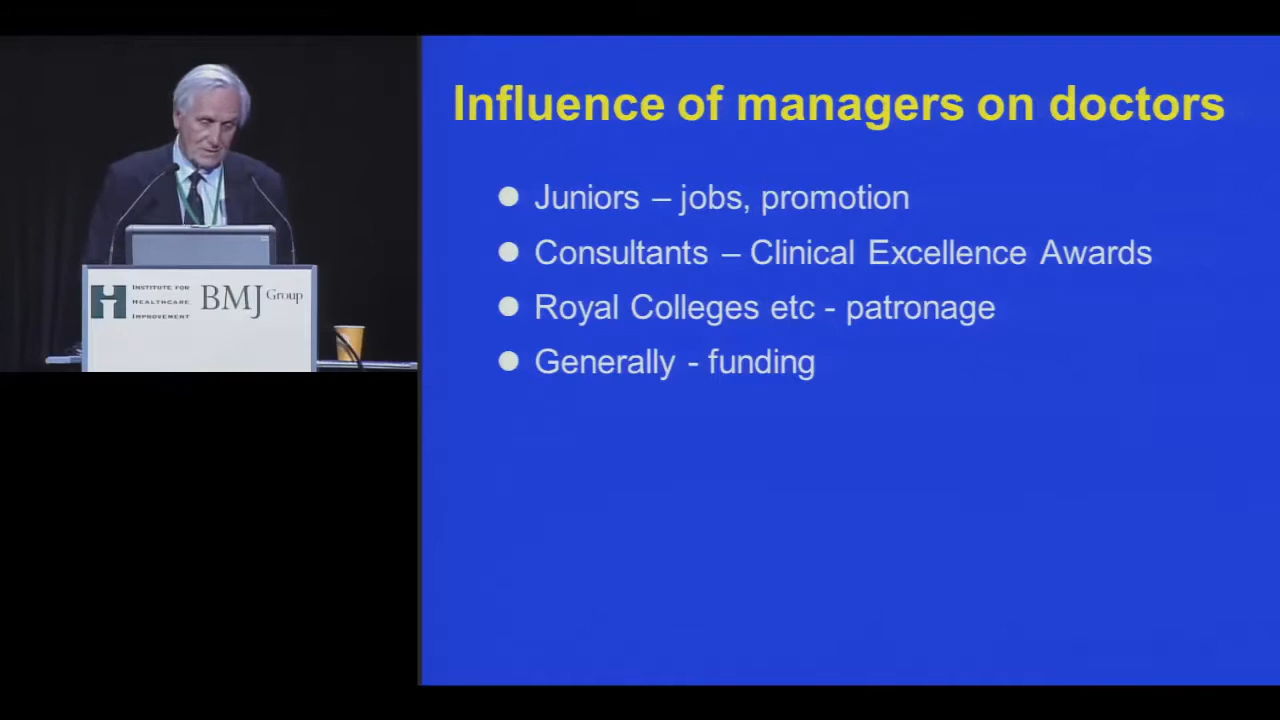 Influence of managers on doctors
Juniors – jobs, promotion
Consultants – Clinical Excellence Awards
Royal Colleges etc - patronage
Generally - funding
INSTITUTE FOR
HEALTHCARE
IMPROVEMENT
BMJ Group